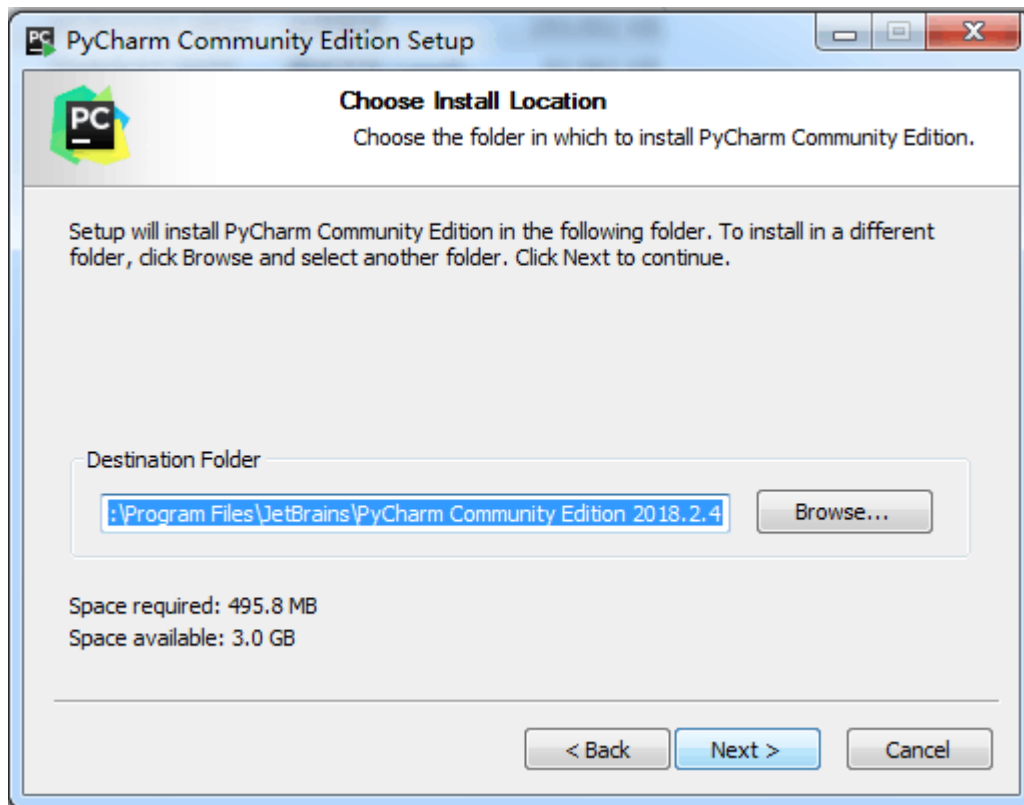 PyCharm Community Edition Setup
PC
Choose Install Location
Choose the folder in which to install PyCharm Community Edition.
Setup will install PyCharm Community Edition in the following folder. To install in a different
folder, click Browse and select another folder. Click Next to continue.
Destination Folder
:\Program Files\JetBrains\PyCharm Community Edition 2018.2.4
Browse...
Space required: 495.8 MB
Space available: 3.0 GB
< Back
Next >
Cancel